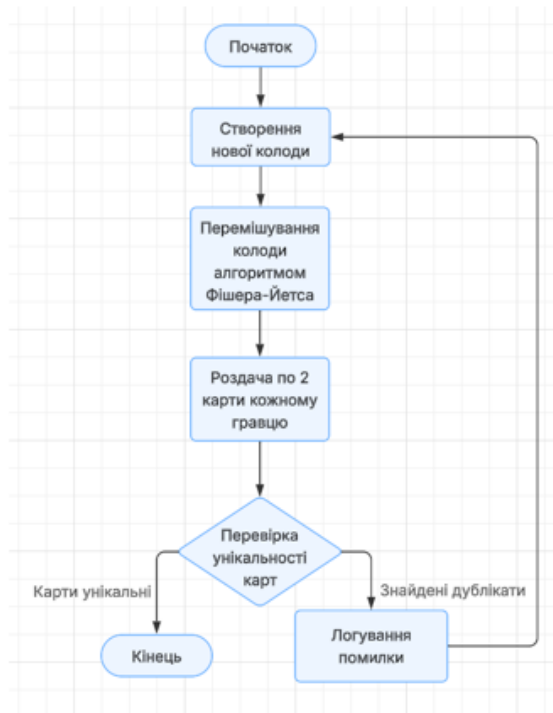 Початок
Створення
нової колоди
Перемішування
колоди
алгоритмом
Фішера-Йетса
Роздача по 2
карти кожному
гравцю
Перевірка
унікальності
карт
Карти унікальні
Знайдені дублікати
Кінець
Логування
помилки